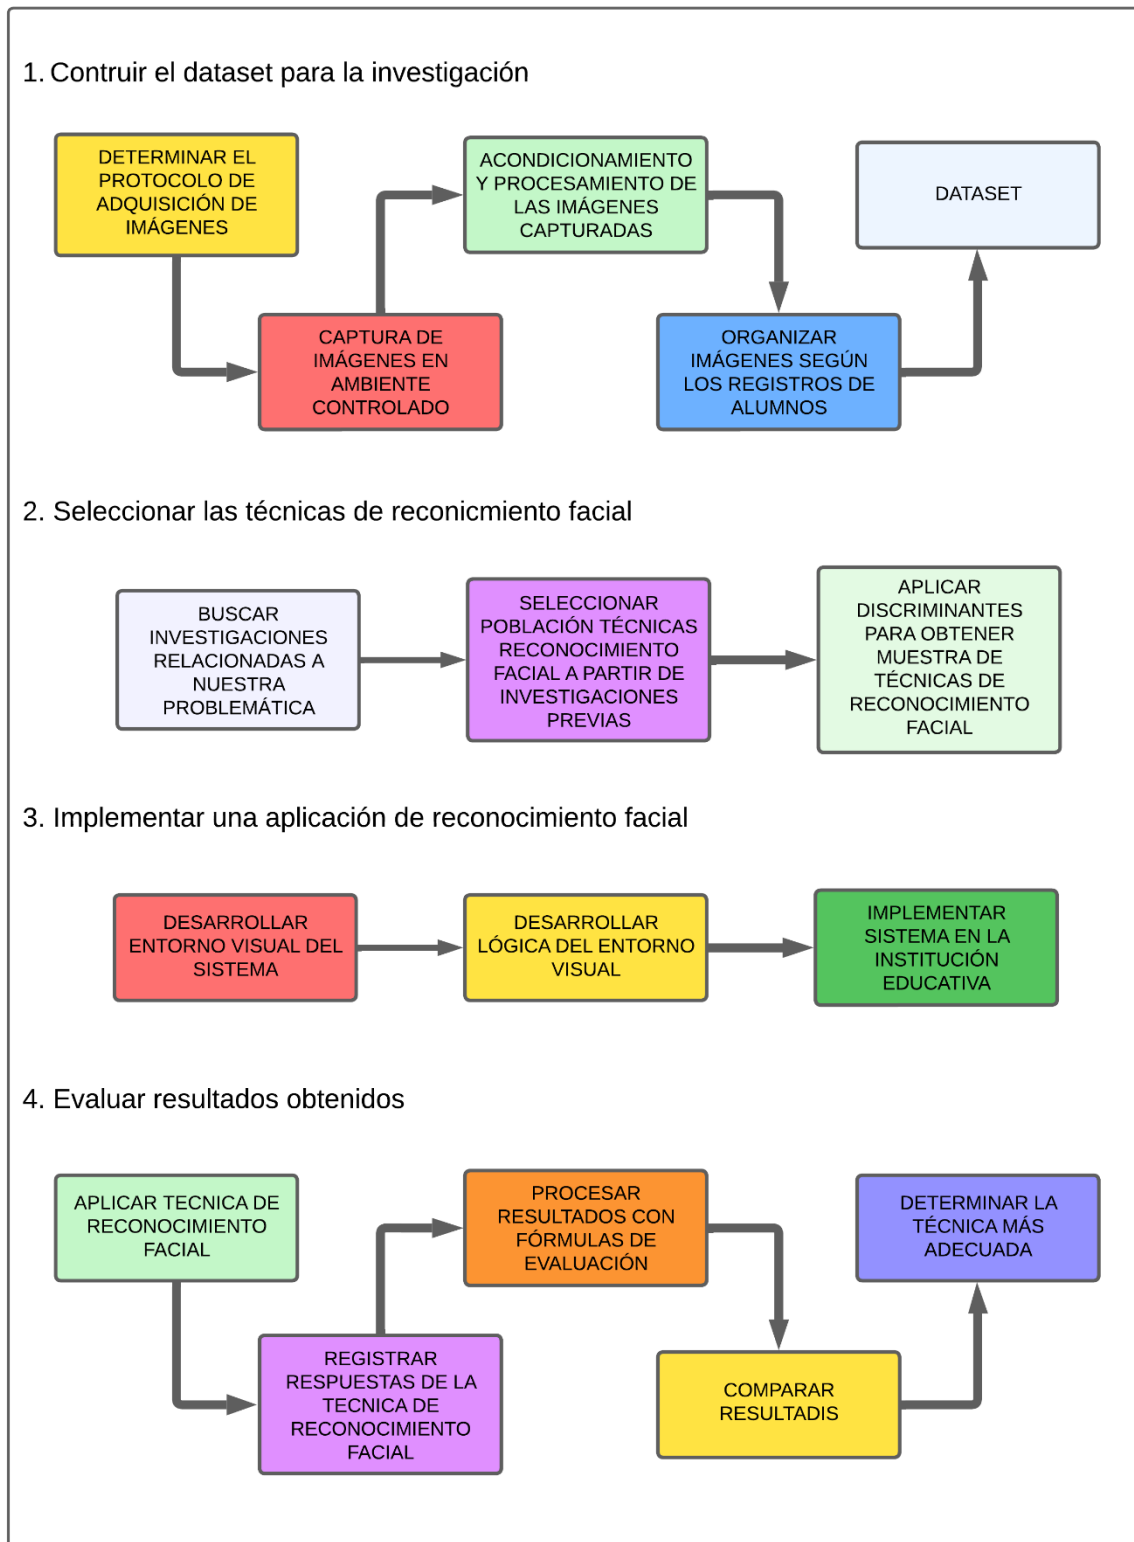 1. Contruir el dataset para la investigación
DETERMINAR EL
PROTOCOLO DE
ADQUISICIÓN DE
IMÁGENES
CAPTURA DE
IMÁGENES EN
AMBIENTE
CONTROLADO
ACONDICIONAMIENTO
Y PROCESAMIENTO DE
LAS IMÁGENES
CAPTURADAS
ORGANIZAR
IMÁGENES SEGÚN
LOS REGISTROS DE
ALUMNOS
DATASET
2. Seleccionar las técnicas de reconicmiento facial
BUSCAR
INVESTIGACIONES
RELACIONADAS A
NUESTRA
PROBLEMÁTICA
SELECCIONAR
POBLACIÓN TÉCNICAS
RECONOCIMIENTO
FACIAL A PARTIR DE
INVESTIGACIONES
PREVIAS
APLICAR
DISCRIMINANTES
PARA OBTENER
MUESTRA DE
TÉCNICAS DE
RECONOCIMIENTO
FACIAL
3. Implementar una aplicación de reconocimiento facial
DESARROLLAR
ENTORNO VISUAL DEL
SISTEMA
DESARROLLAR
LÓGICA DEL ENTORNO
VISUAL
IMPLEMENTAR
SISTEMA EN LA
INSTITUCIÓN
EDUCATIVA
4. Evaluar resultados obtenidos
APLICAR TECNICA DE
RECONOCIMIENTO
FACIAL
REGISTRAR
RESPUESTAS DE LA
TECNICA DE
RECONOCIMIENTO
FACIAL
PROCESAR
RESULTADOS CON
FÓRMULAS DE
EVALUACIÓN
COMPARAR
RESULTADIS
DETERMINAR LA
TÉCNICA MÁS
ADECUADA